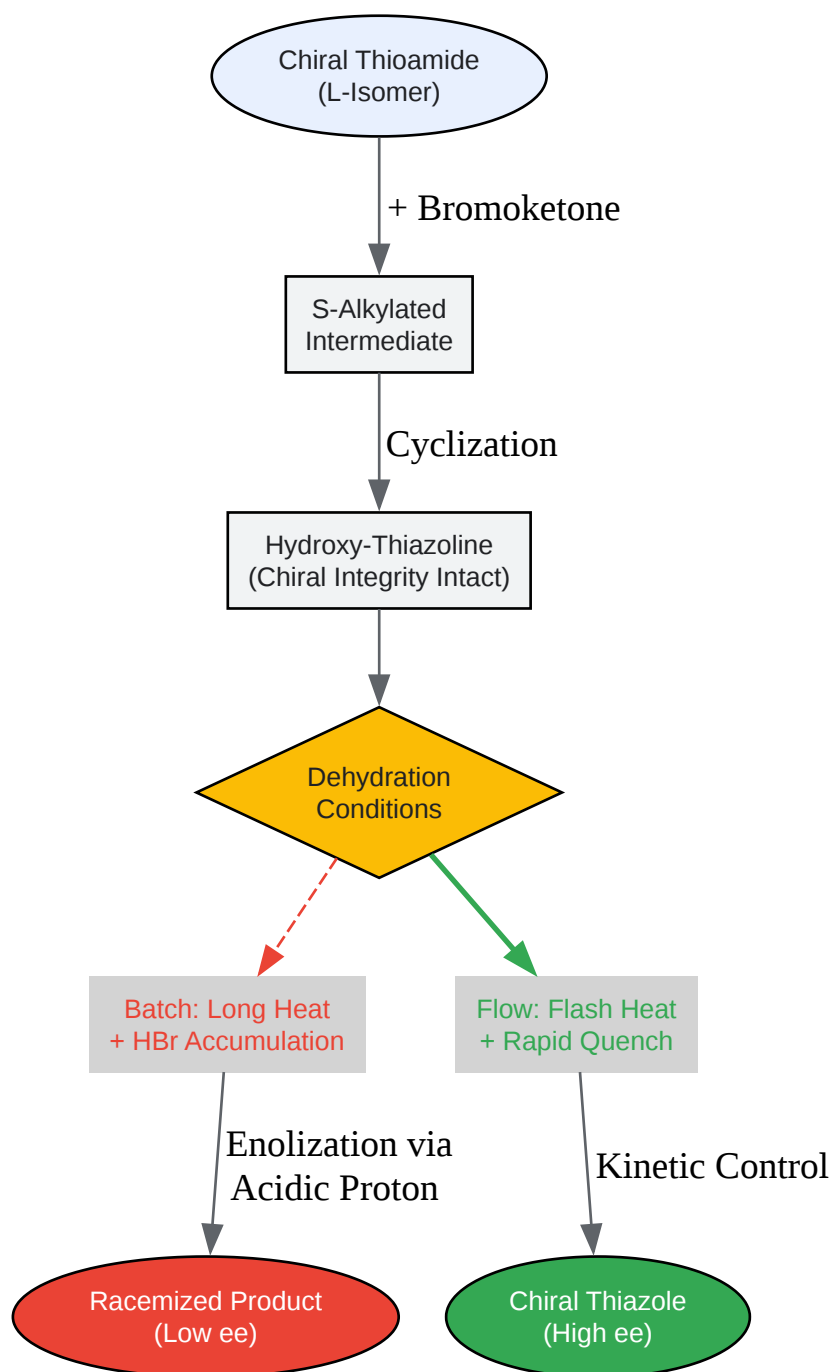 Chiral Thioamide
(L-Isomer)
+ Bromoketone
S-Alkylated
Intermediate
Cyclization
Hydroxy-Thiazoline
(Chiral Integrity Intact)
Dehydration
Conditions
Batch: Long Heat
+ HBr Accumulation
Flow: Flash Heat
+ Rapid Quench
Enolization via
Acidic Proton
Kinetic Control
Racemized Product
(Low ee)
Chiral Thiazole
(High ee)